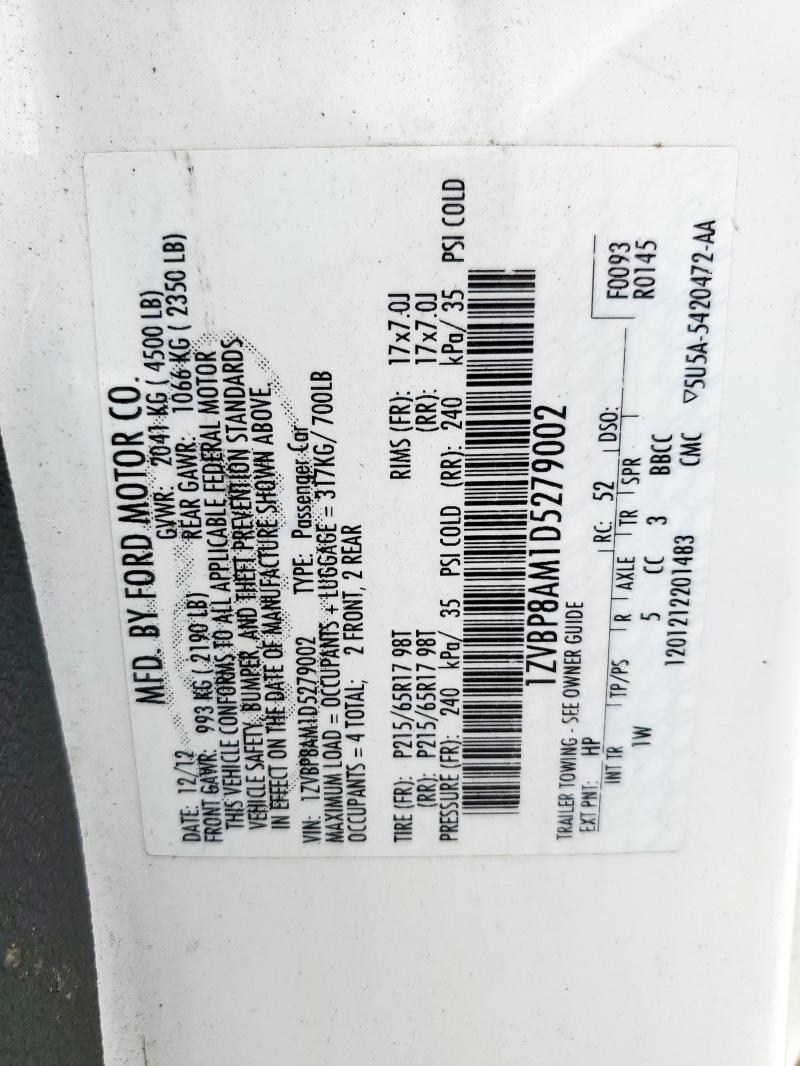 MFD. BY FORD MOTOR CO.
DATE: 12/12 GVWR: 2041 KG ( 4500 LB)
FRONT GAWR: 993 KG ( 2190 LB) REAR GAWR: 1066 KG ( 2350 LB)
THIS VEHICLE CONFORMS TO ALL APPLICABLE FEDERAL MOTOR
VEHICLE SAFETY, BUMPER, AND THEFT PREVENTION STANDARDS
IN EFFECT ON THE DATE OF MANUFACTURE SHOWN ABOVE.
VIN: 1ZVBP8AM1D5279002 TYPE: Passenger Car
MAXIMUM LOAD = OCCUPANTS + LUGGAGE = 317KG/700LB
OCCUPANTS = 4 TOTAL; 2 FRONT, 2 REAR
TIRE (FR): P215/65R17 98T RIMS (FR): 17x7.0J
(RR): P215/65R17 98T (RR): 17x7.0J
PRESSURE (FR): 240 kPa/ 35 PSI COLD (RR): 240 kPa/ 35 PSI COLD
1ZVBP8AM1D5279002
TRAILER TOWING - SEE OWNER GUIDE
EXT PNT: HP RC: 52 DSO: F0093
INT TR TP/PS R AXLE TR SPR R0145
1W 5 CC 3 BBCC
1201212201483 CMC ▽5U5A-5420472-AA